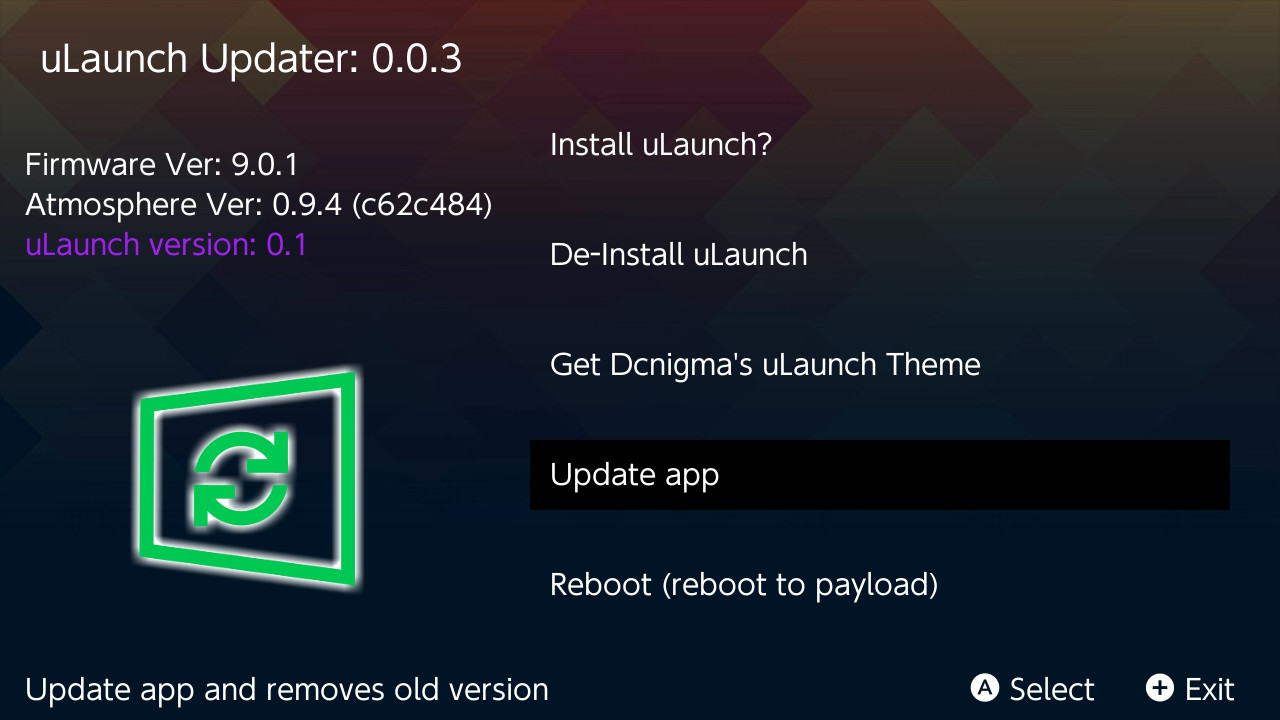 uLaunch Updater: 0.0.3
Firmware Ver: 9.0.1
Atmosphere Ver: 0.9.4 (c62c484)
uLaunch version: 0.1
Install uLaunch?
De-Install uLaunch
Get Dcnigma's uLaunch Theme
Update app
Reboot (reboot to payload)
Update app and removes old version
A Select + Exit